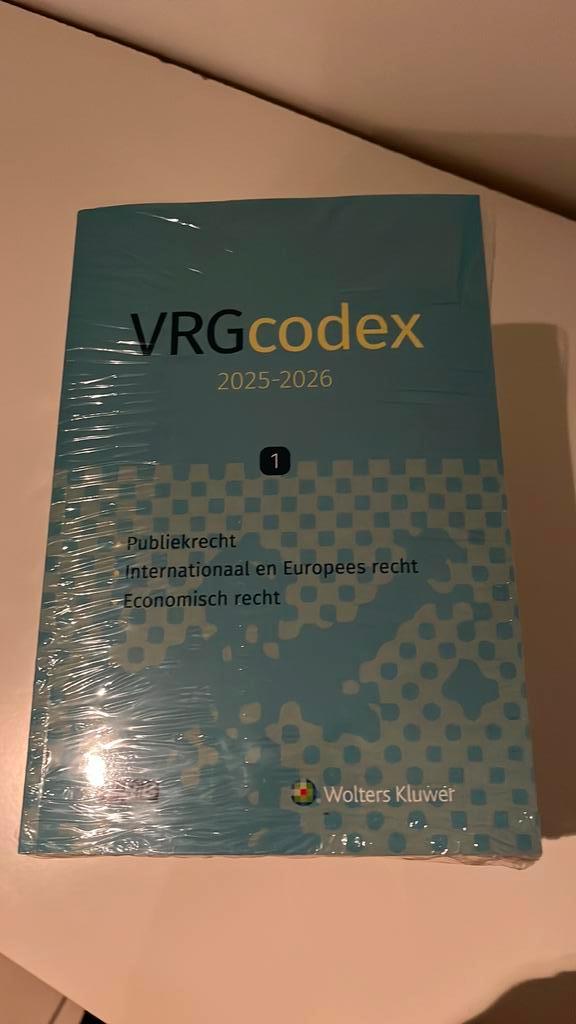 VRGcodex
2025-2026
1
Publiekrecht
Internationaal en Europees recht
Economisch recht
Wolters Kluwer